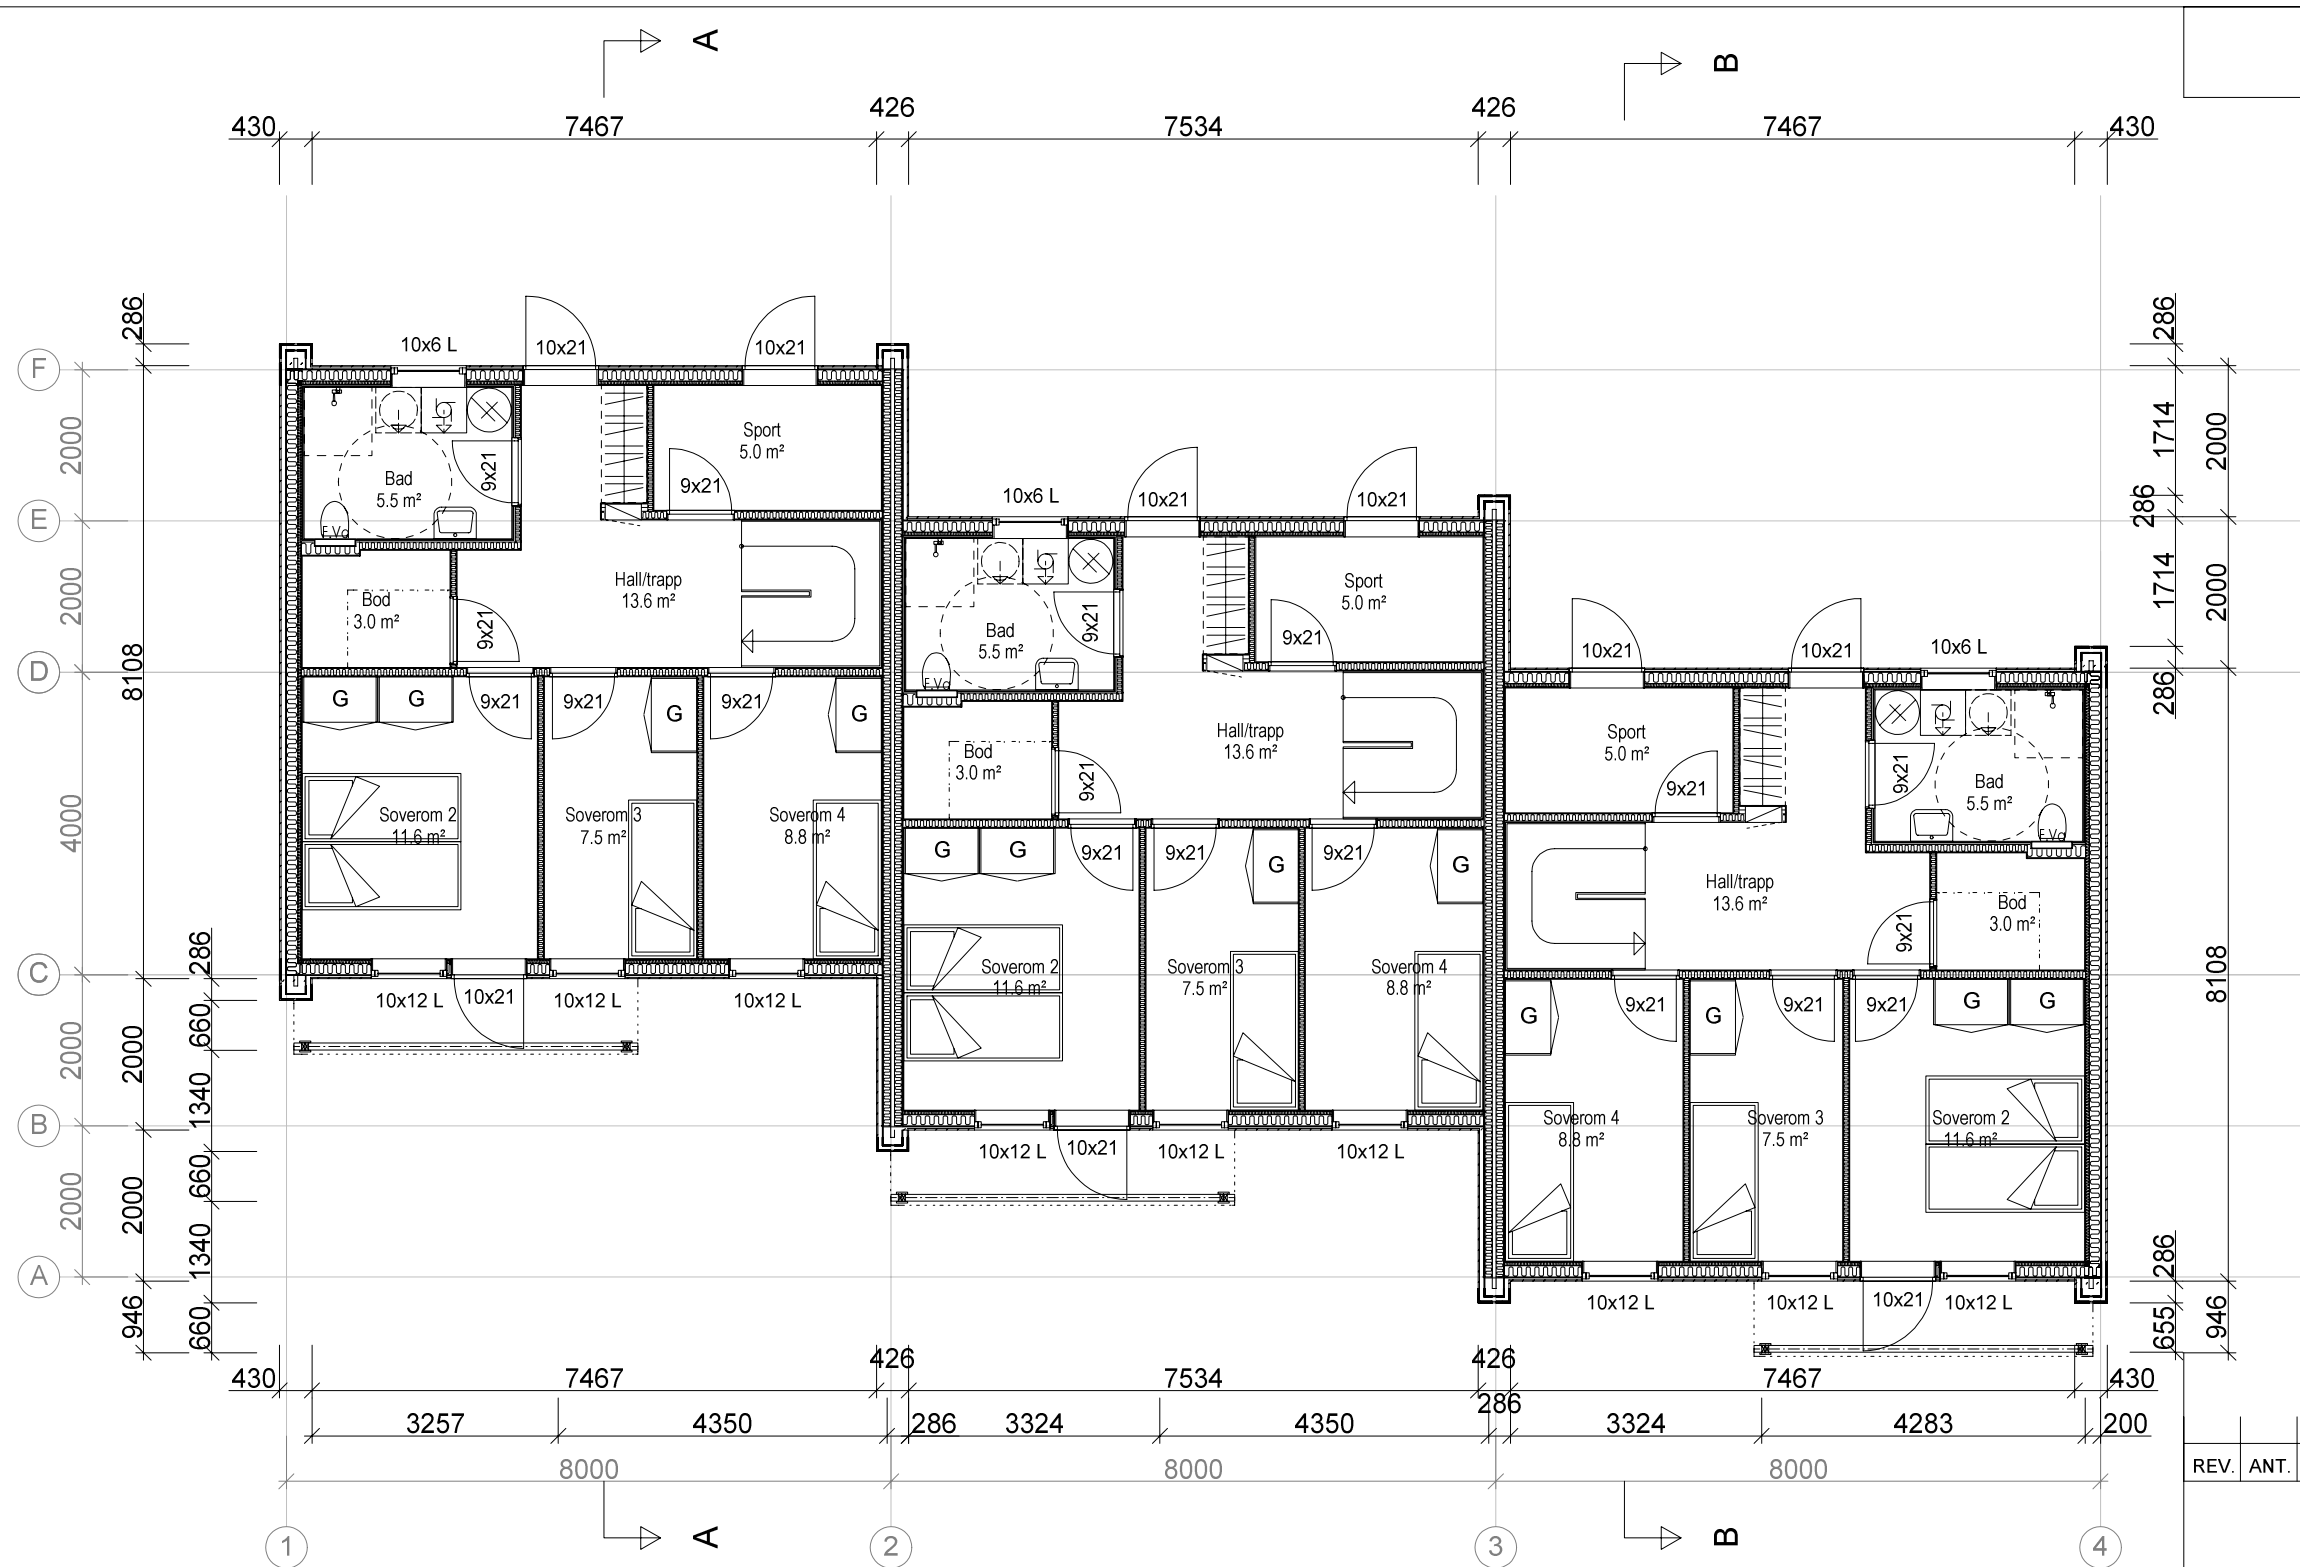 A
B
430
7467
426
7534
426
7467
430
286
286
F
10x6 L
10x21
10x21
2000
Sport
5.0 m²
9x21
9x21
Bad
5.5 m²
1714
2000
E
10x6 L
10x21
10x21
286
2000
Hall/trapp
13.6 m²
Bod
3.0 m²
9x21
Sport
5.0 m²
9x21
9x21
Bad
5.5 m²
1714
2000
10x21
10x21
10x6 L
D
8108
286
G
G
9x21
9x21
G
9x21
G
Hall/trapp
13.6 m²
Bod
3.0 m²
9x21
Sport
5.0 m²
9x21
9x21
Bad
5.5 m²
4000
Soverom 2
11.6 m²
Soverom 3
7.5 m²
Soverom 4
8.8 m²
G
G
9x21
9x21
G
9x21
G
Hall/trapp
13.6 m²
Bod
3.0 m²
9x21
286
C
10x12 L
10x21
10x12 L
10x12 L
Soverom 2
11.6 m²
Soverom 3
7.5 m²
Soverom 4
8.8 m²
8108
G
9x21
G
9x21
9x21
G
G
660
2000
2000
1340
B
10x12 L
10x21
10x12 L
10x12 L
Soverom 4
8.8 m²
Soverom 3
7.5 m²
Soverom 2
11.6 m²
660
2000
2000
1340
286
A
10x12 L
10x12 L
10x21
10x12 L
946
660
655
946
430
7467
426
7534
426
7467
430
3257
4350
286
3324
4350
286
3324
4283
200
8000
8000
8000
REV.
ANT.
A
B
1
2
3
4